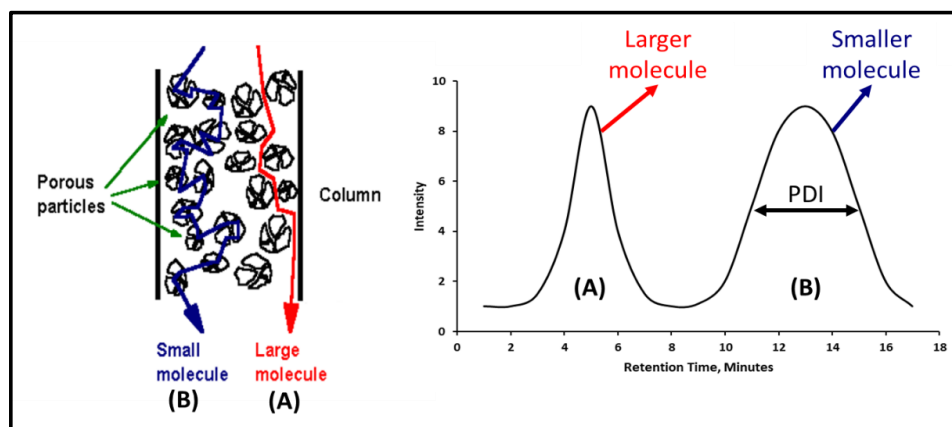 Porous
particles
Column
Small
molecule
(B)
Large
molecule
(A)
Larger
molecule
Smaller
molecule
10
8
6
4
2
0
Intensity
PDI
(A)
(B)
0 2 4 6 8 10 12 14 16 18
Retention Time, Minutes